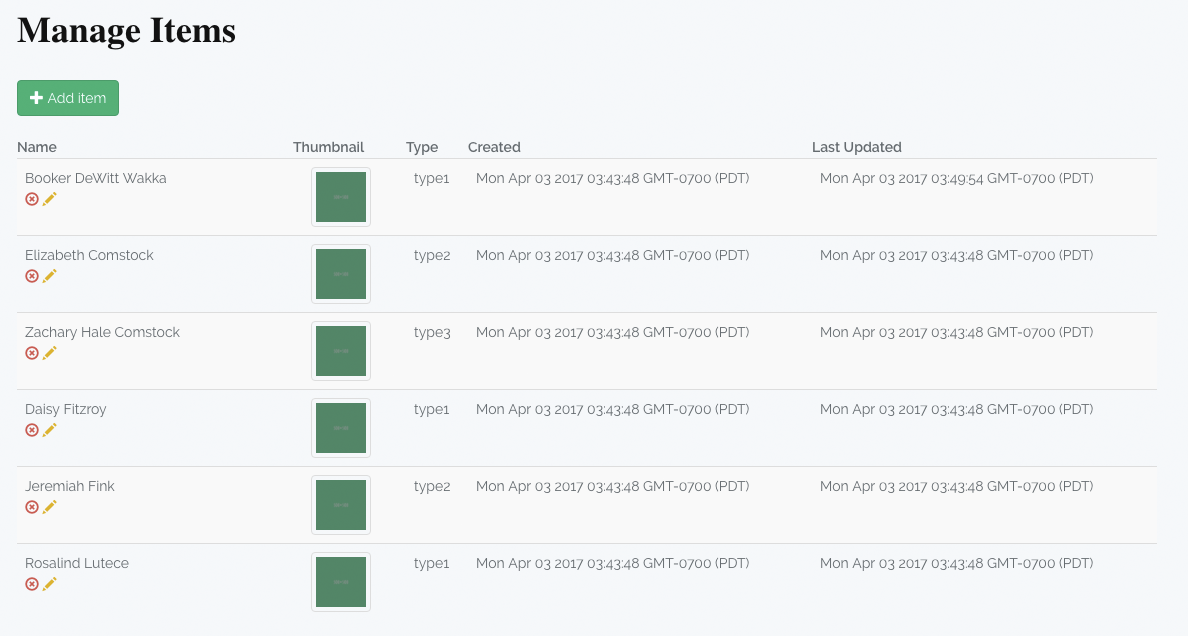 Manage Items
Add item
Name Thumbnail Type Created Last Updated
Booker DeWitt Wakka type1 Mon Apr 03 2017 03:43:48 GMT-0700 (PDT) Mon Apr 03 2017 03:49:54 GMT-0700 (PDT)
Elizabeth Comstock type2 Mon Apr 03 2017 03:43:48 GMT-0700 (PDT) Mon Apr 03 2017 03:43:48 GMT-0700 (PDT)
Zachary Hale Comstock type3 Mon Apr 03 2017 03:43:48 GMT-0700 (PDT) Mon Apr 03 2017 03:43:48 GMT-0700 (PDT)
Daisy Fitzroy type1 Mon Apr 03 2017 03:43:48 GMT-0700 (PDT) Mon Apr 03 2017 03:43:48 GMT-0700 (PDT)
Jeremiah Fink type2 Mon Apr 03 2017 03:43:48 GMT-0700 (PDT) Mon Apr 03 2017 03:43:48 GMT-0700 (PDT)
Rosalind Lutece type1 Mon Apr 03 2017 03:43:48 GMT-0700 (PDT) Mon Apr 03 2017 03:43:48 GMT-0700 (PDT)